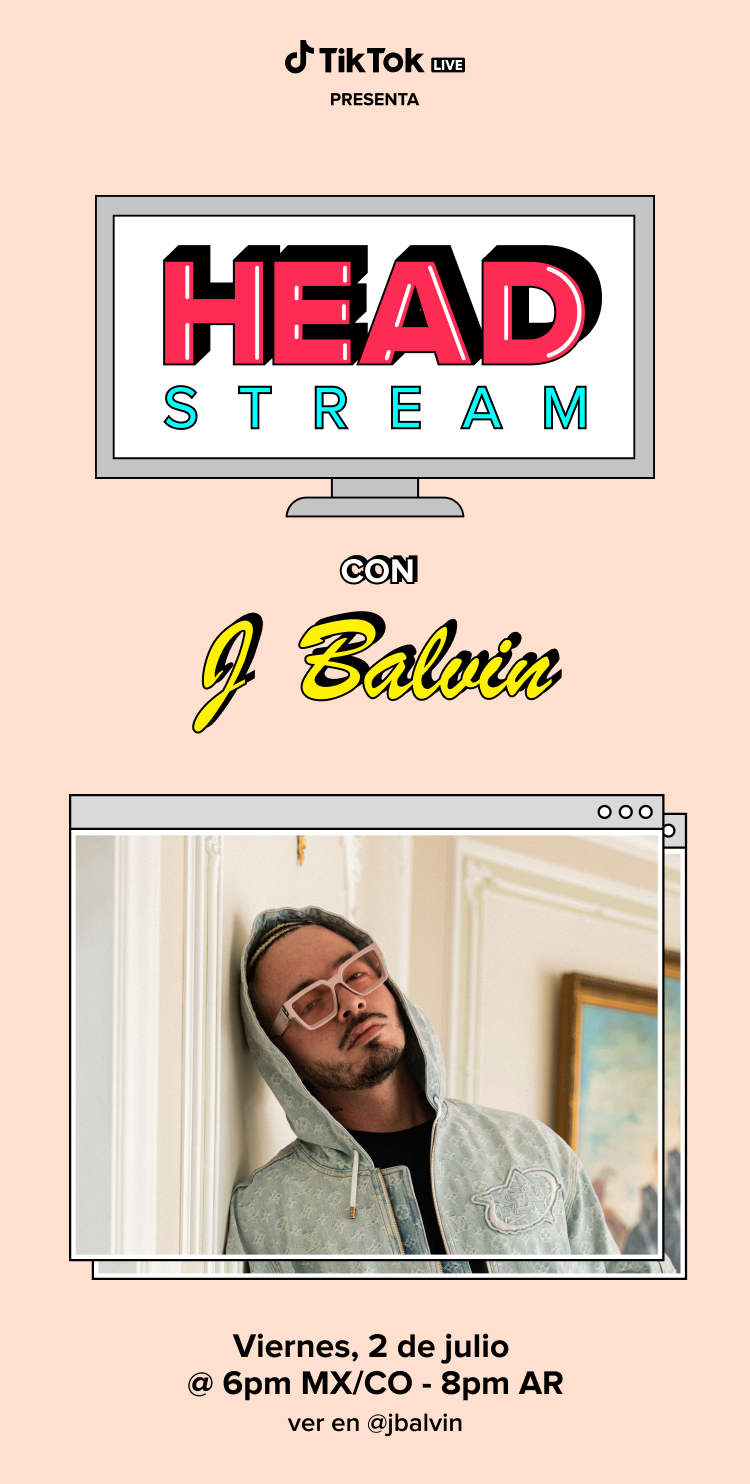 TikTok LIVE
PRESENTA
HEAD
STREAM
CON
J Balvin
Viernes, 2 de julio
@ 6pm MX/CO - 8pm AR
ver en @jbalvin